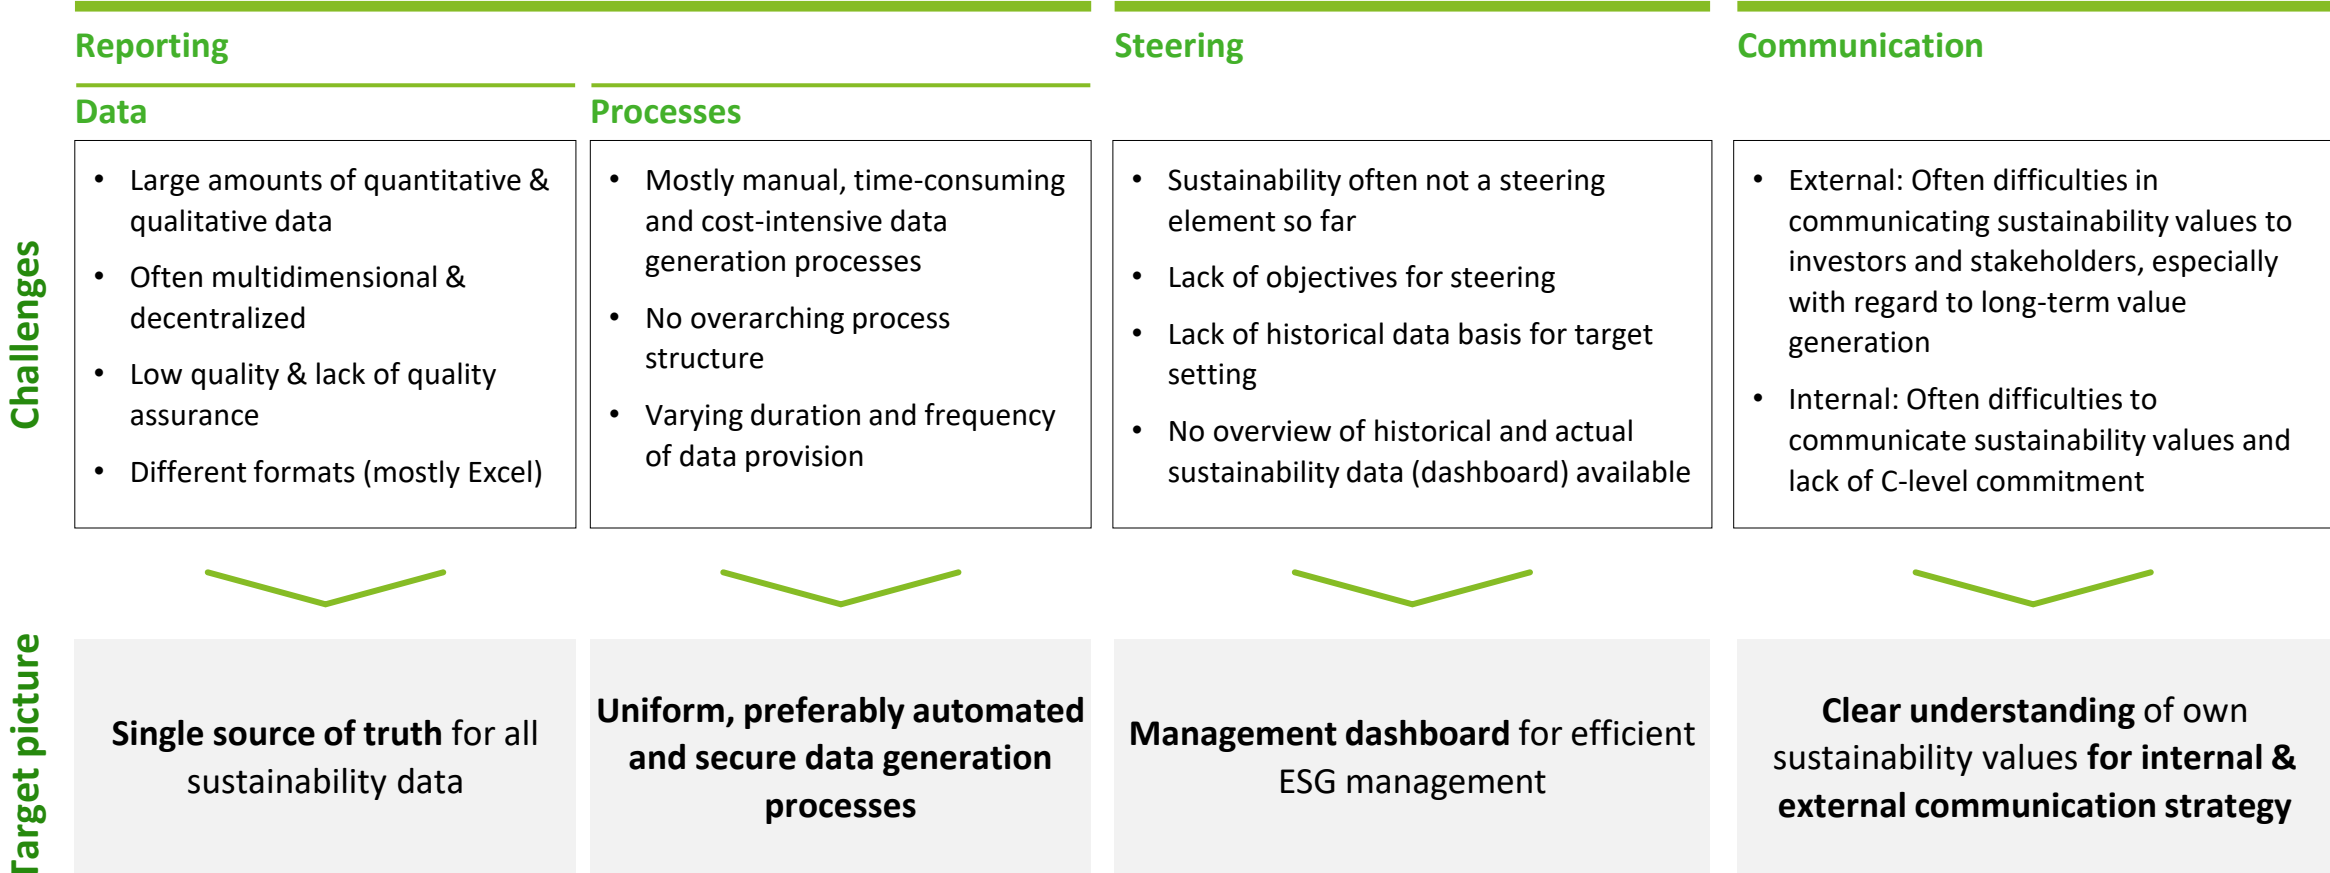 Reporting
Steering
Communication
Data
Processes
Challenges
• Large amounts of quantitative &
qualitative data
• Often multidimensional &
decentralized
• Low quality & lack of quality
assurance
• Different formats (mostly Excel)
• Mostly manual, time-consuming
and cost-intensive data
generation processes
• No overarching process
structure
• Varying duration and frequency
of data provision
• Sustainability often not a steering
element so far
• Lack of objectives for steering
• Lack of historical data basis for target
setting
• No overview of historical and actual
sustainability data (dashboard) available
• External: Often difficulties in
communicating sustainability values to
investors and stakeholders, especially
with regard to long-term value
generation
• Internal: Often difficulties to
communicate sustainability values and
lack of C-level commitment
Target picture
Single source of truth for all
sustainability data
Uniform, preferably automated
and secure data generation
processes
Management dashboard for efficient
ESG management
Clear understanding of own
sustainability values for internal &
external communication strategy